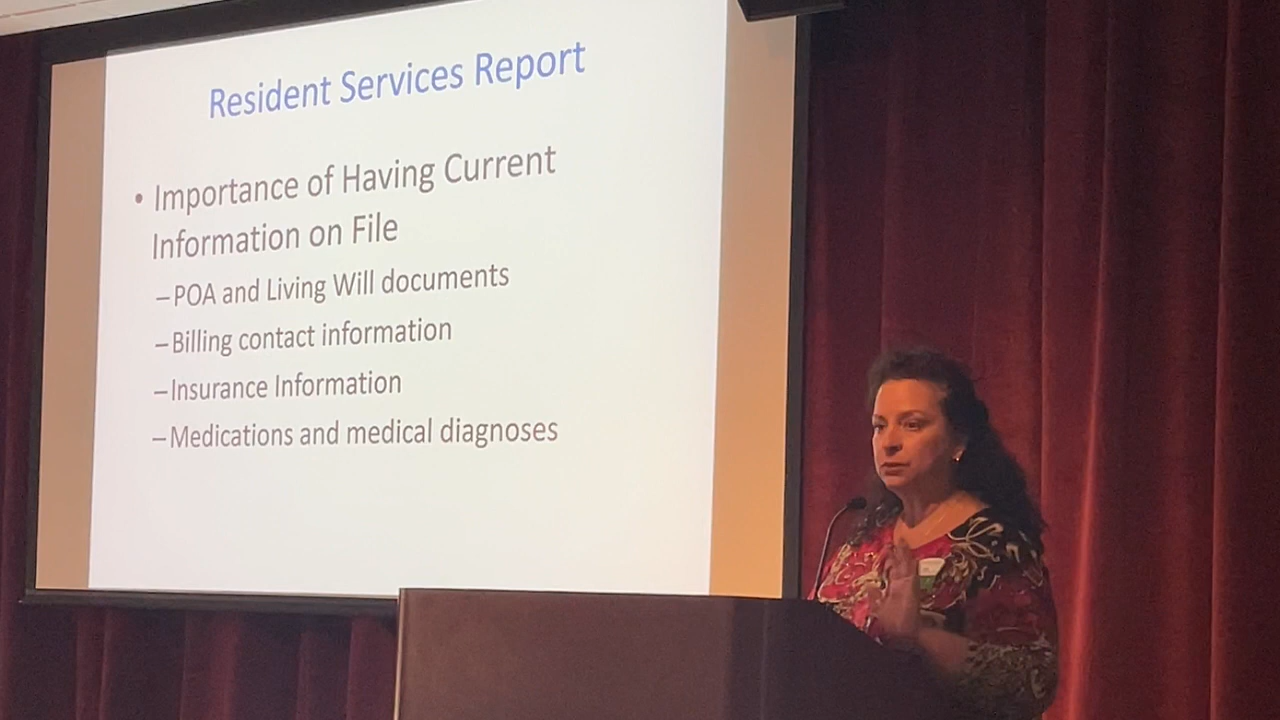 Resident Services Report
• Importance of Having Current
Information on File
–POA and Living Will documents
–Billing contact information
–Insurance Information
–Medications and medical diagnoses